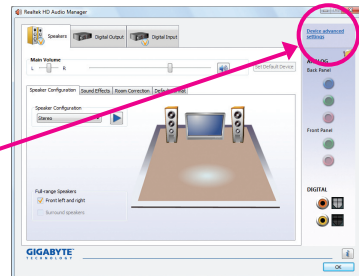 Realtek HD Audio Manager
Speakers
Digital Output
Digital Input
Device advanced settings
Main Volume
L
R
Set Default Device
ANALOG
Back Panel
Speaker Configuration
Sound Effects
Room Correction
Speaker Configuration
Stereo
Front Panel
Full-range Speakers
Front left and right
Surround speakers
DIGITAL
GIGABYTE
TECHNOLOGY
OK